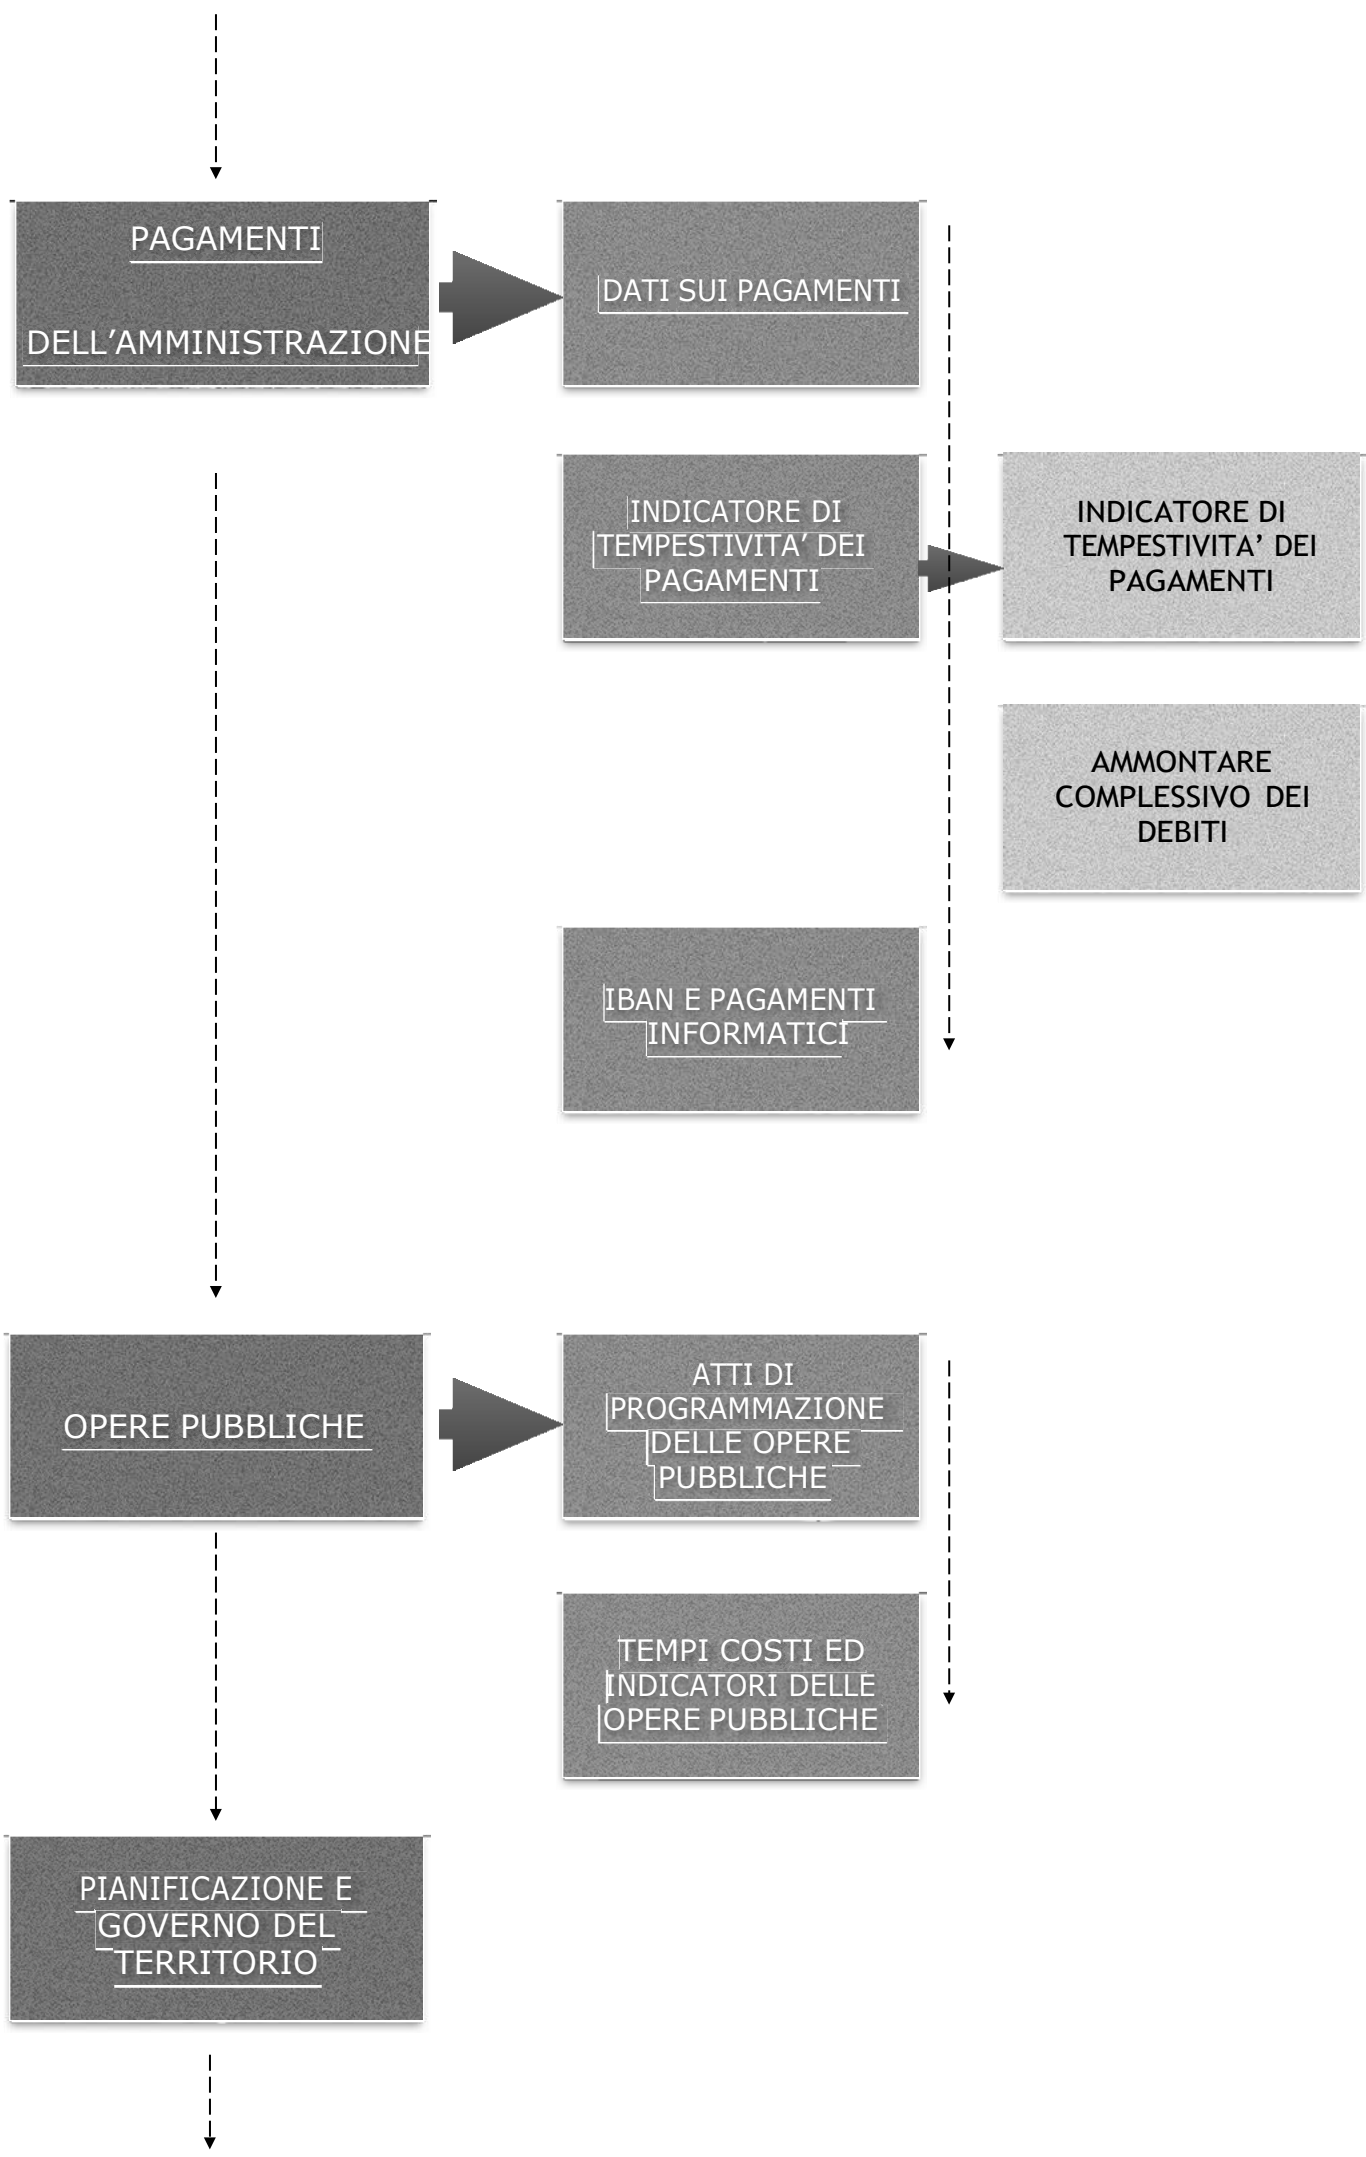 PAGAMENTI
DELL’AMMINISTRAZIONE
DATI SUI PAGAMENTI
INDICATORE DI
TEMPESTIVITA’ DEI
PAGAMENTI
INDICATORE DI
TEMPESTIVITA’ DEI
PAGAMENTI
AMMONTARE
COMPLESSIVO DEI
DEBITI
IBAN E PAGAMENTI
INFORMATICI
OPERE PUBBLICHE
ATTI DI
PROGRAMMAZIONE
DELLE OPERE
PUBBLICHE
TEMPI COSTI ED
INDICATORI DELLE
OPERE PUBBLICHE
PIANIFICAZIONE E
GOVERNO DEL
TERRITORIO